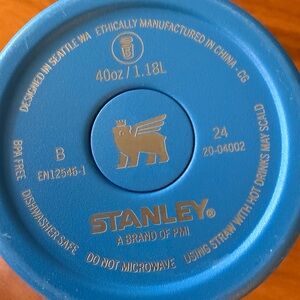 DESIGNED IN SEATTLE WA
ETHICALLY MANUFACTURED IN CHINA - CG
40oz / 1.18L
B
EN12546-1
24
20-04002
STANLEY®
A BRAND OF PMI
BPA FREE
DISHWASHER SAFE
DO NOT MICROWAVE
USING STRAW WITH HOT DRINKS MAY SCALD